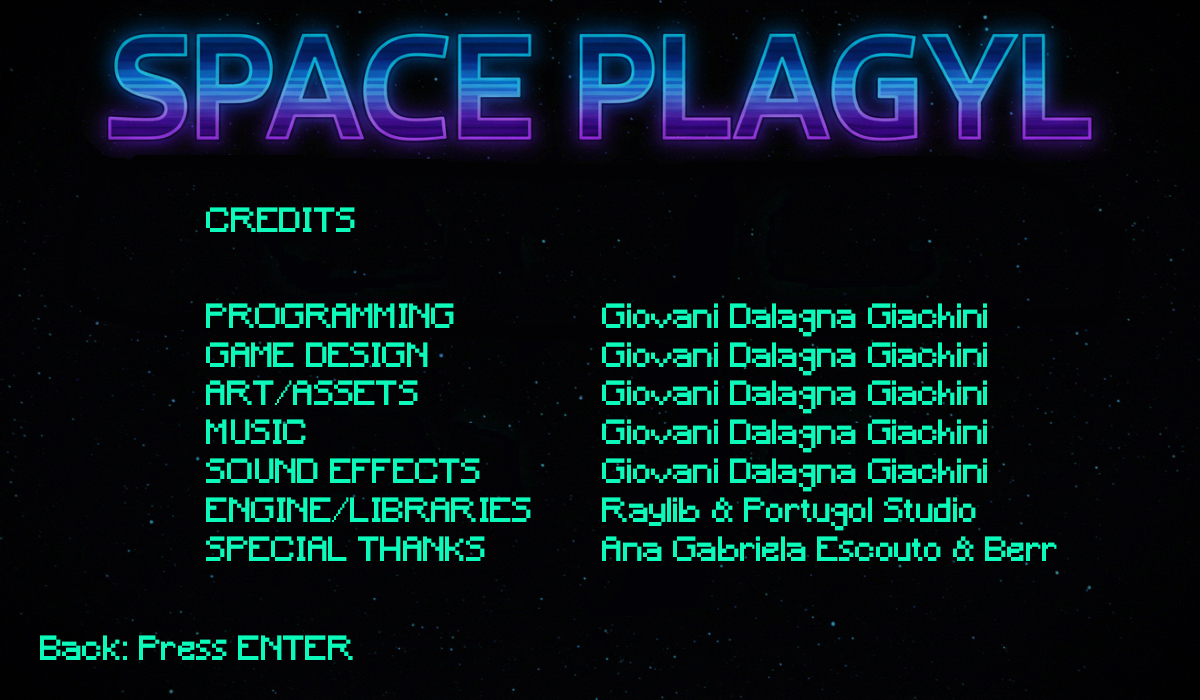 SPACE PLAGYL
CREDITS
PROGRAMMING Giovani Dalagna Giachini
GAME DESIGN Giovani Dalagna Giachini
ART/ASSETS Giovani Dalagna Giachini
MUSIC Giovani Dalagna Giachini
SOUND EFFECTS Giovani Dalagna Giachini
ENGINE/LIBRARIES Raylib & Portugol Studio
SPECIAL THANKS Ana Gabriela Escouto & Berr
Back: Press ENTER